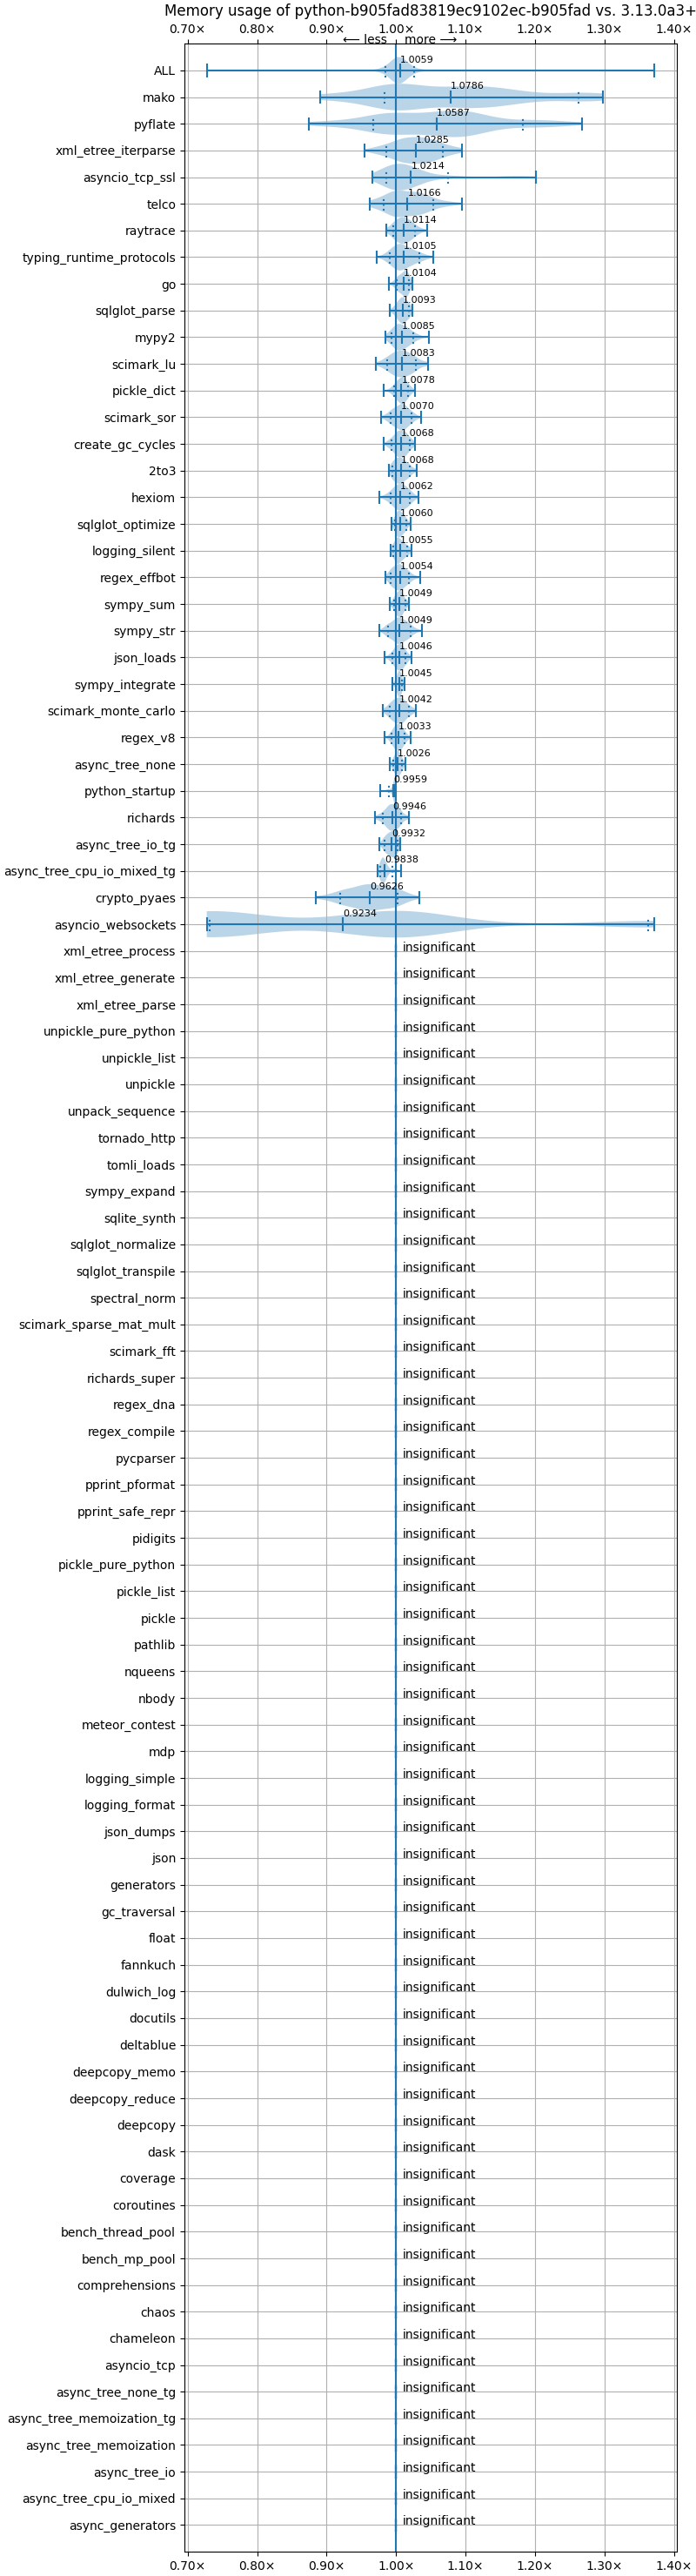 Memory usage of python-b905fad83819ec9102ec-b905fad vs. 3.13.0a3+
0.70× 0.80× 0.90× 1.00× 1.10× 1.20× 1.30× 1.40×
⟵ less more ⟶
ALL 1.0059
mako 1.0786
pyflate 1.0587
xml_etree_iterparse 1.0285
asyncio_tcp_ssl 1.0214
telco 1.0166
raytrace 1.0114
typing_runtime_protocols 1.0105
go 1.0104
sqlglot_parse 1.0093
mypy2 1.0085
scimark_lu 1.0083
pickle_dict 1.0078
scimark_sor 1.0070
create_gc_cycles 1.0068
2to3 1.0068
hexiom 1.0062
sqlglot_optimize 1.0060
logging_silent 1.0055
regex_effbot 1.0054
sympy_sum 1.0049
sympy_str 1.0049
json_loads 1.0046
sympy_integrate 1.0045
scimark_monte_carlo 1.0042
regex_v8 1.0033
async_tree_none 1.0026
python_startup 0.9959
richards 0.9946
async_tree_io_tg 0.9932
async_tree_cpu_io_mixed_tg 0.9838
crypto_pyaes 0.9626
asyncio_websockets 0.9234
xml_etree_process insignificant
xml_etree_generate insignificant
xml_etree_parse insignificant
unpickle_pure_python insignificant
unpickle_list insignificant
unpickle insignificant
unpack_sequence insignificant
tornado_http insignificant
tomli_loads insignificant
sympy_expand insignificant
sqlite_synth insignificant
sqlglot_normalize insignificant
sqlglot_transpile insignificant
spectral_norm insignificant
scimark_sparse_mat_mult insignificant
scimark_fft insignificant
richards_super insignificant
regex_dna insignificant
regex_compile insignificant
pycparser insignificant
pprint_pformat insignificant
pprint_safe_repr insignificant
pidigits insignificant
pickle_pure_python insignificant
pickle_list insignificant
pickle insignificant
pathlib insignificant
nqueens insignificant
nbody insignificant
meteor_contest insignificant
mdp insignificant
logging_simple insignificant
logging_format insignificant
json_dumps insignificant
json insignificant
generators insignificant
gc_traversal insignificant
float insignificant
fannkuch insignificant
dulwich_log insignificant
docutils insignificant
deltablue insignificant
deepcopy_memo insignificant
deepcopy_reduce insignificant
deepcopy insignificant
dask insignificant
coverage insignificant
coroutines insignificant
bench_thread_pool insignificant
bench_mp_pool insignificant
comprehensions insignificant
chaos insignificant
chameleon insignificant
asyncio_tcp insignificant
async_tree_none_tg insignificant
async_tree_memoization_tg insignificant
async_tree_memoization insignificant
async_tree_io insignificant
async_tree_cpu_io_mixed insignificant
async_generators insignificant
0.70× 0.80× 0.90× 1.00× 1.10× 1.20× 1.30× 1.40×